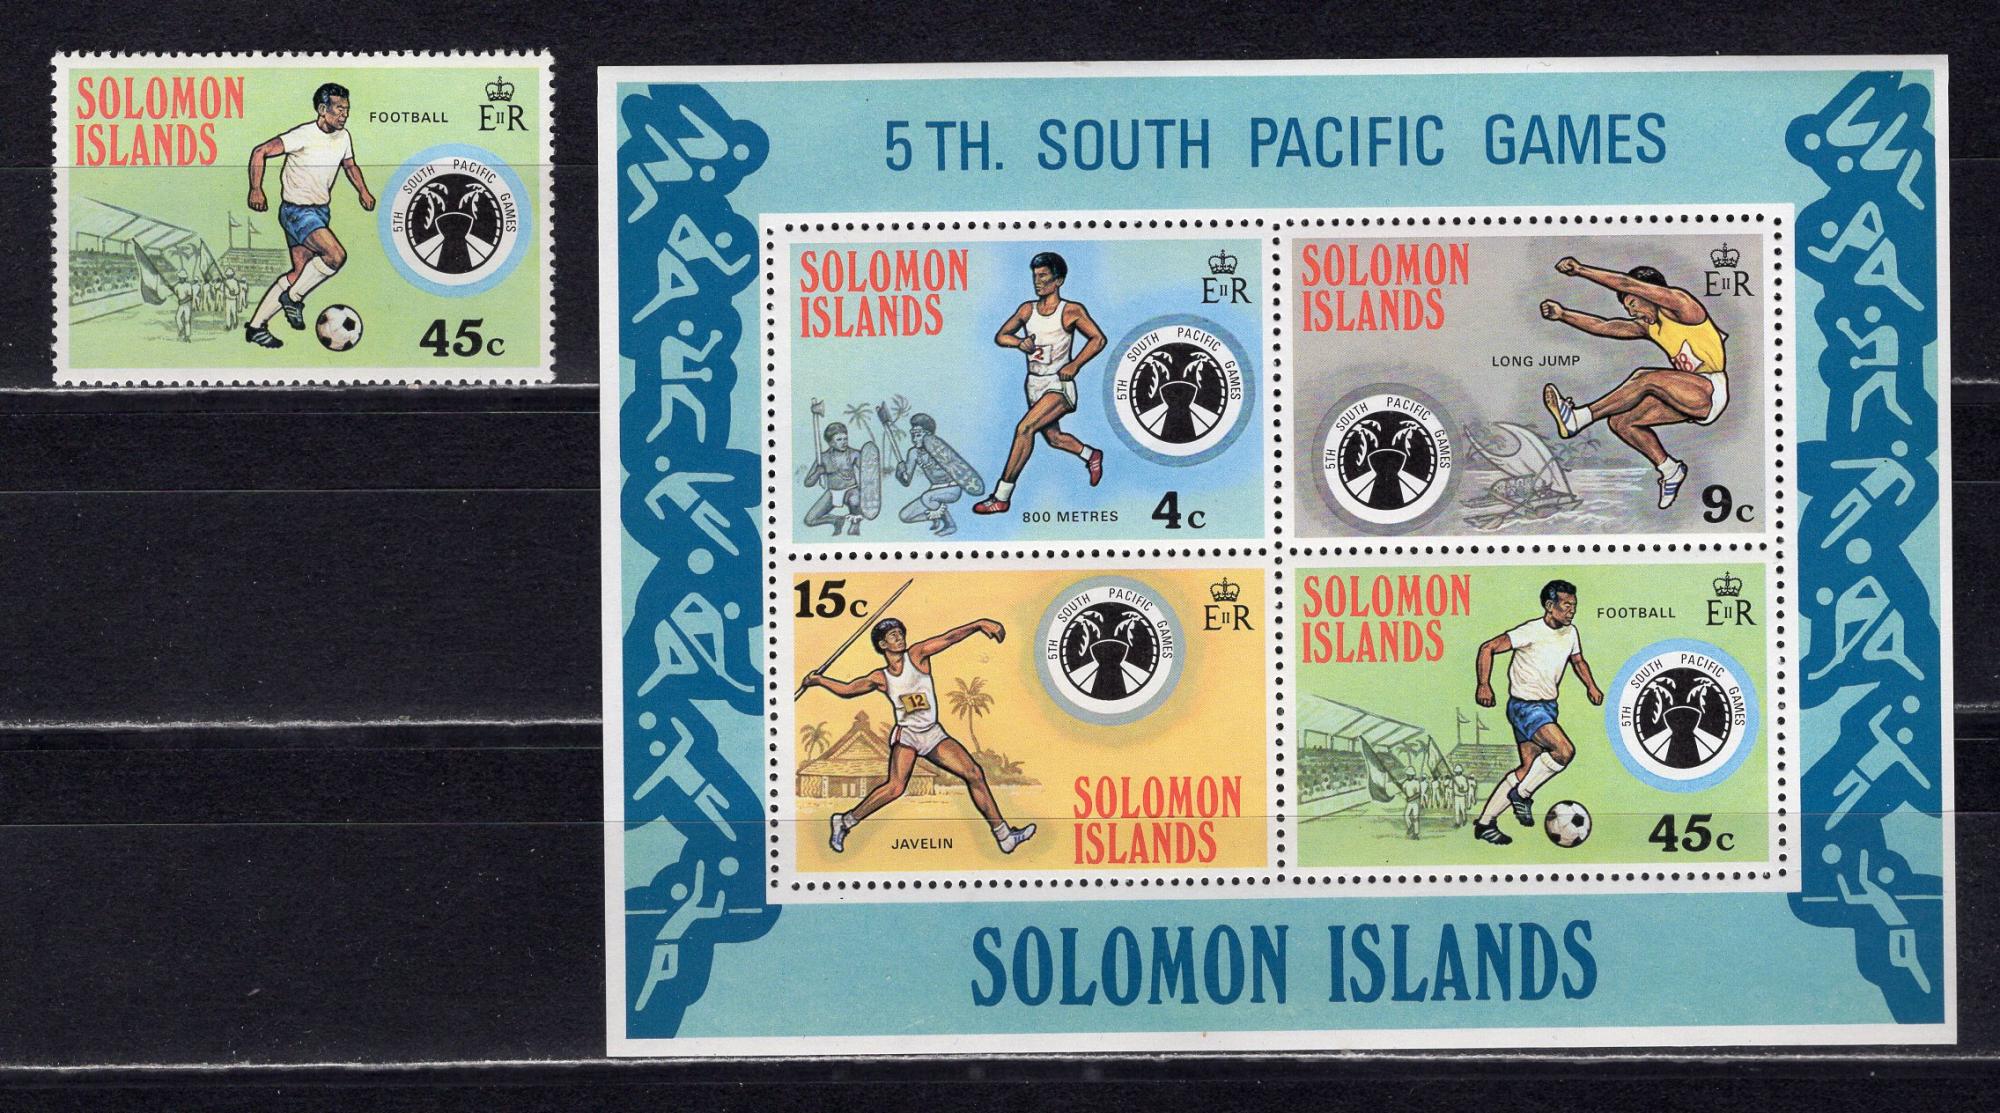 SOLOMON
ISLANDS
FOOTBALL
EIIR
5TH SOUTH PACIFIC GAMES
45c
5TH. SOUTH PACIFIC GAMES
SOLOMON
ISLANDS
EIIR
2
5TH SOUTH PACIFIC GAMES
800 METRES
4c
SOLOMON
ISLANDS
EIIR
LONG JUMP
5TH SOUTH PACIFIC GAMES
9c
15c
EIIR
5TH SOUTH PACIFIC GAMES
12
JAVELIN
SOLOMON
ISLANDS
SOLOMON
ISLANDS
FOOTBALL
EIIR
5TH SOUTH PACIFIC GAMES
45c
SOLOMON ISLANDS